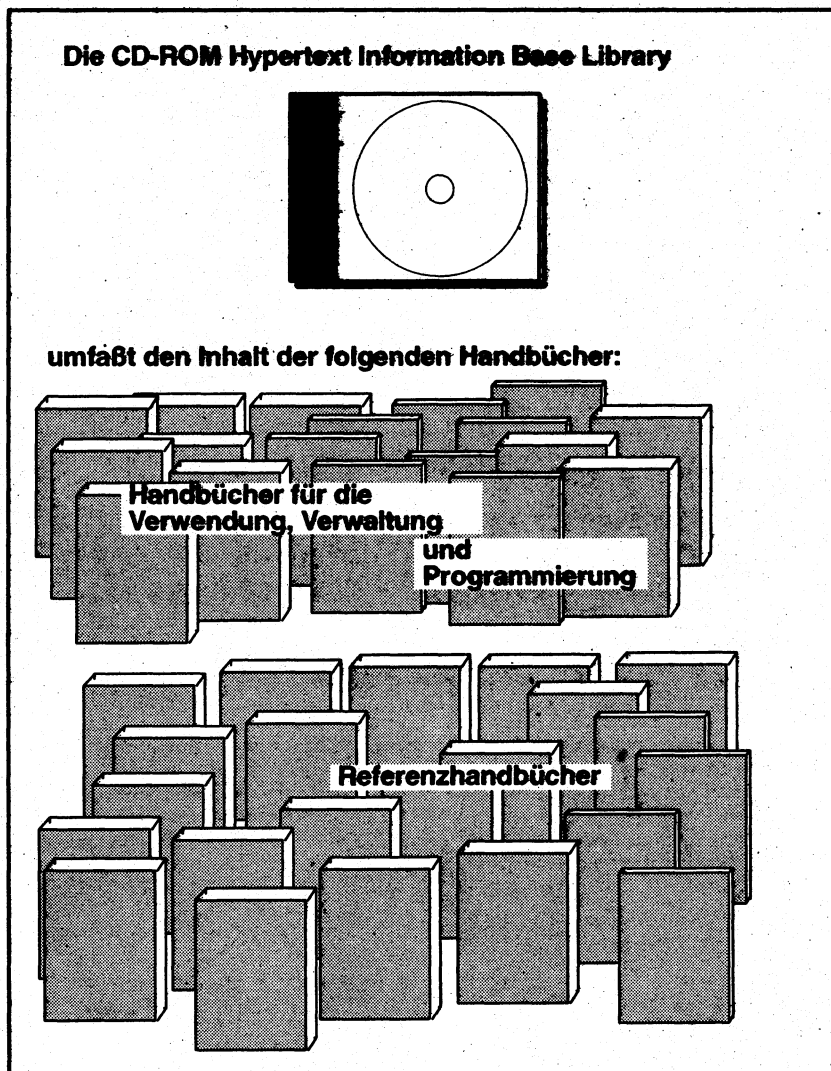 Die CD-ROM Hypertext Information Base Library
umfaßt den Inhalt der folgenden Handbücher:
Handbücher für die
Verwendung, Verwaltung
und
Programmierung
Referenzhandbücher